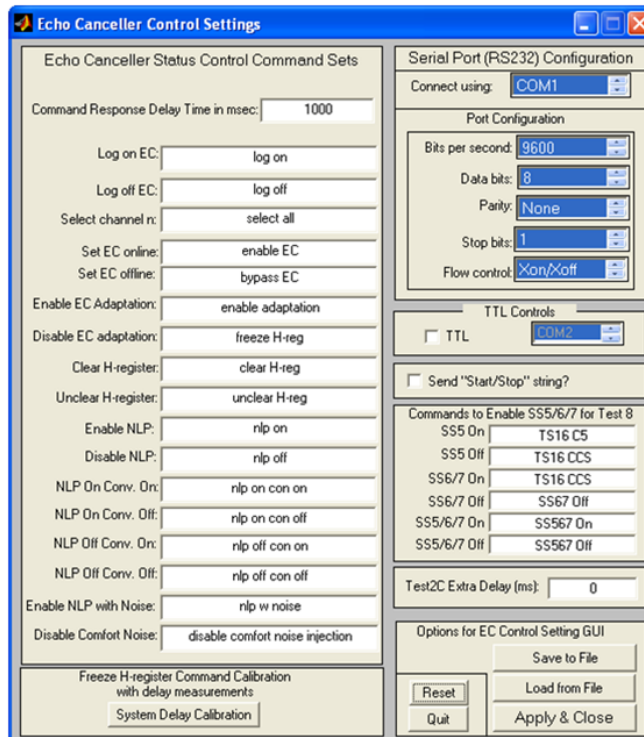 Echo Canceller Control Settings
Echo Canceller Status Control Command Sets
Command Response Delay Time in msec: 1000
Log on EC: log on
Log off EC: log off
Select channel n: select all
Set EC online: enable EC
Set EC offline: bypass EC
Enable EC Adaptation: enable adaptation
Disable EC adaptation: freeze H-reg
Clear H-register: clear H-reg
Unclear H-register: unclear H-reg
Enable NLP: nlp on
Disable NLP: nlp off
NLP On Conv. On: nlp on con on
NLP On Conv. Off: nlp on con off
NLP Off Conv. On: nlp off con on
NLP Off Conv. Off: nlp off con off
Enable NLP with Noise: nlp w noise
Disable Comfort Noise: disable comfort noise injection
Freeze H-register Command Calibration
with delay measurements
System Delay Calibration
Serial Port (RS232) Configuration
Connect using: COM1
Port Configuration
Bits per second: 9600
Data bits: 8
Parity: None
Stop bits: 1
Flow control: Xon/Xoff
TTL Controls
TTL COM2
Send "Start/Stop" string?
Commands to Enable SS5/6/7 for Test 8
SS5 On TS16 C5
SS5 Off TS16 CCS
SS6/7 On TS16 CCS
SS6/7 Off SS67 Off
SS5/6/7 On SS567 On
SS5/6/7 Off SS567 Off
Test2C Extra Delay (ms): 0
Options for EC Control Setting GUI
Save to File
Reset Load from File
Quit Apply & Close